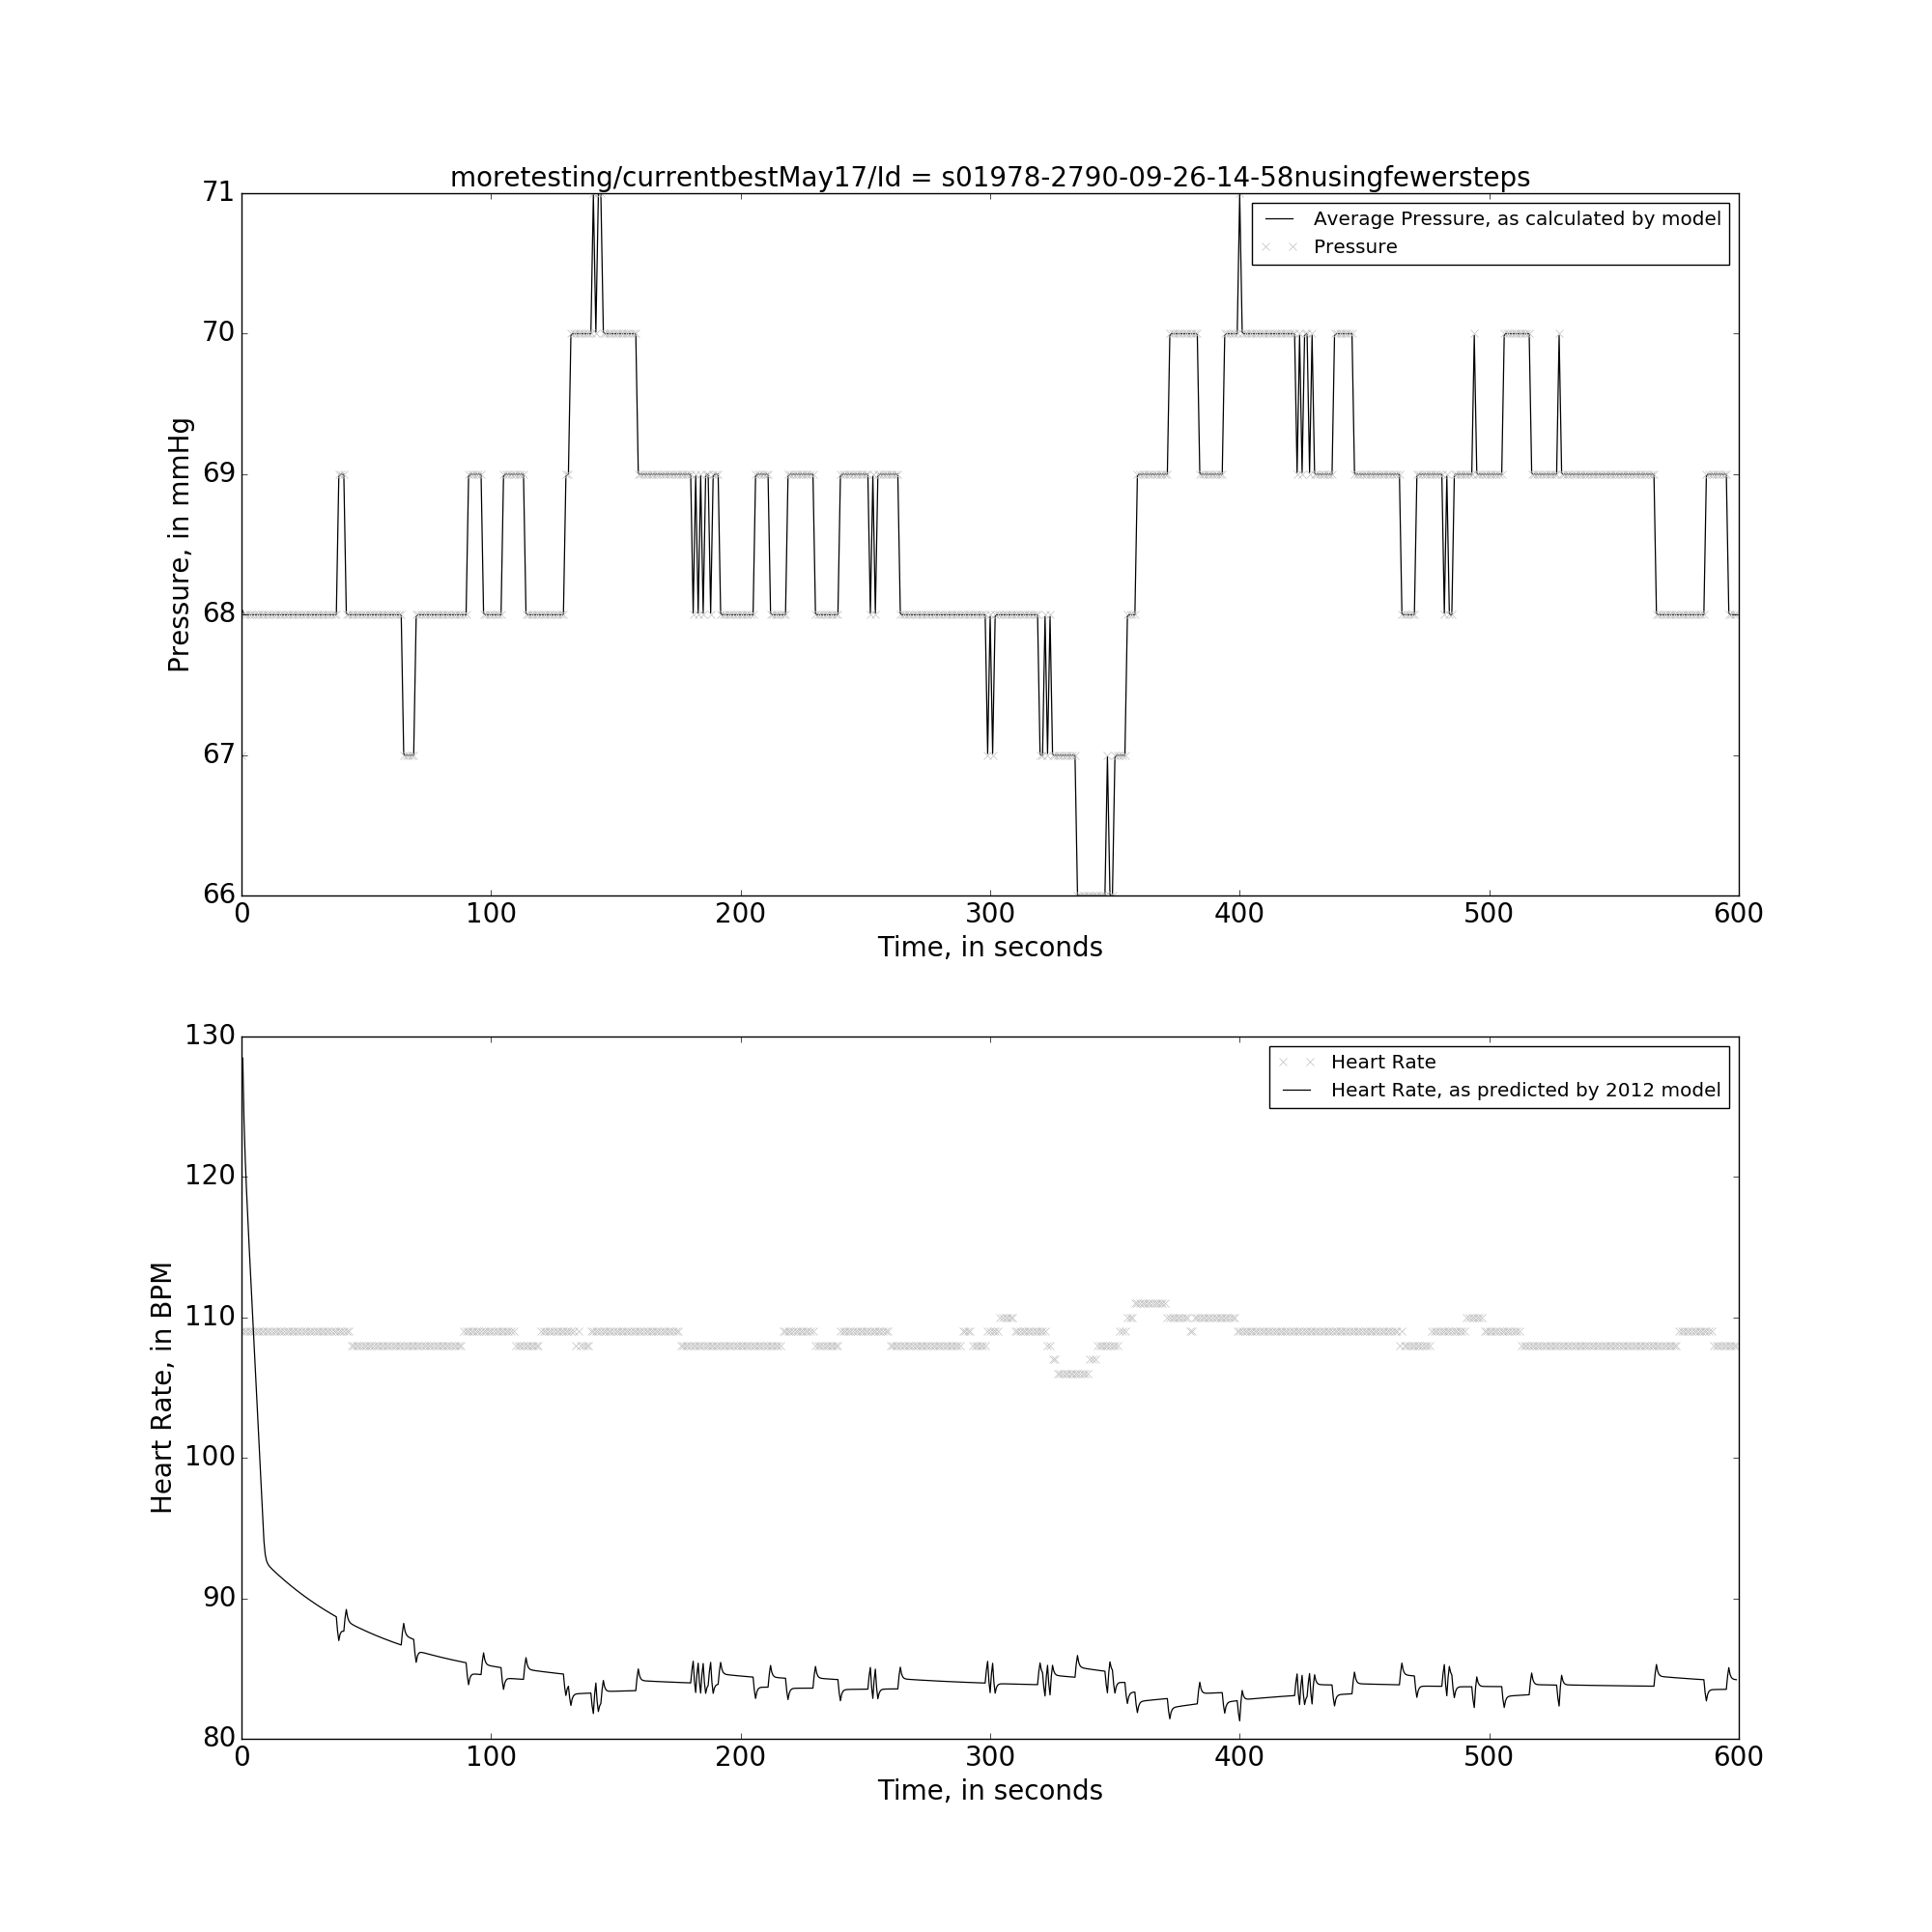 moretesting/currentbestMay17/Id = s01978-2790-09-26-14-58nusingfewersteps
71
70
69
68
67
66
Pressure, in mmHg
Average Pressure, as calculated by model
Pressure
0 100 200 300 400 500 600
Time, in seconds
130
120
110
100
90
80
Heart Rate, in BPM
Heart Rate
Heart Rate, as predicted by 2012 model
0 100 200 300 400 500 600
Time, in seconds